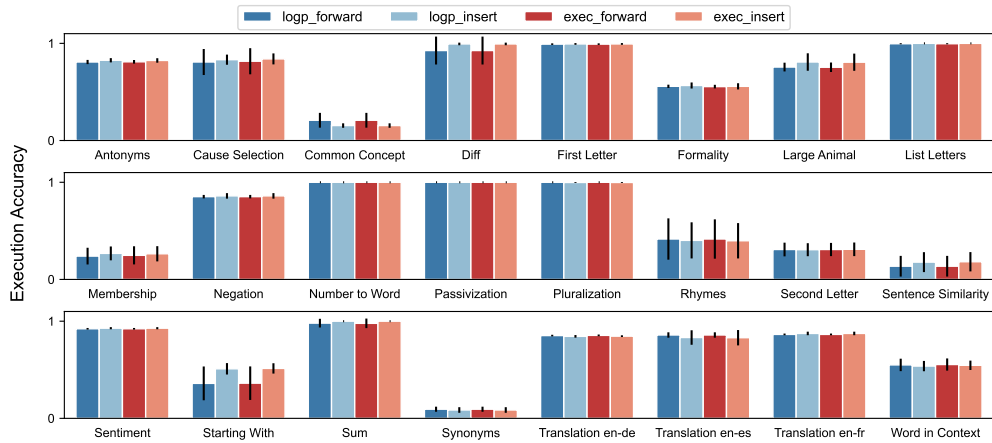 logp_forward logp_insert exec_forward exec_insert
Execution Accuracy
1
0
Antonyms Cause Selection Common Concept Diff First Letter Formality Large Animal List Letters
1
0
Membership Negation Number to Word Passivization Pluralization Rhymes Second Letter Sentence Similarity
1
0
Sentiment Starting With Sum Synonyms Translation en-de Translation en-es Translation en-fr Word in Context